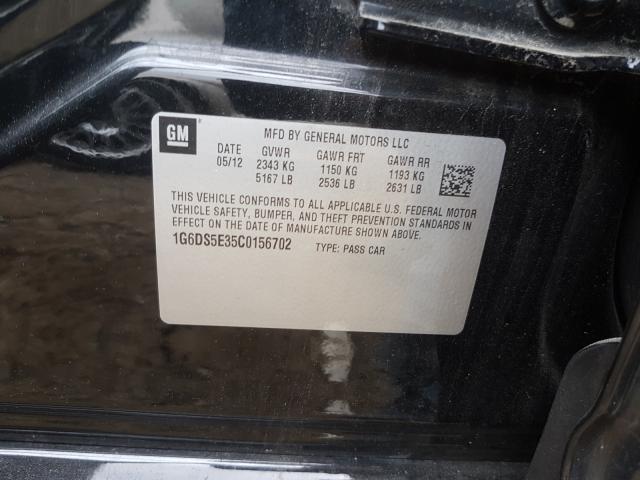 GM
MFD BY GENERAL MOTORS LLC
DATE GVWR GAWR FRT GAWR RR
05/12 2343 KG 1150 KG 1193 KG
5167 LB 2536 LB 2631 LB
THIS VEHICLE CONFORMS TO ALL APPLICABLE U.S. FEDERAL MOTOR
VEHICLE SAFETY, BUMPER, AND THEFT PREVENTION STANDARDS IN
EFFECT ON THE DATE OF MANUFACTURE SHOWN ABOVE.
1G6DS5E35C0156702 TYPE: PASS CAR